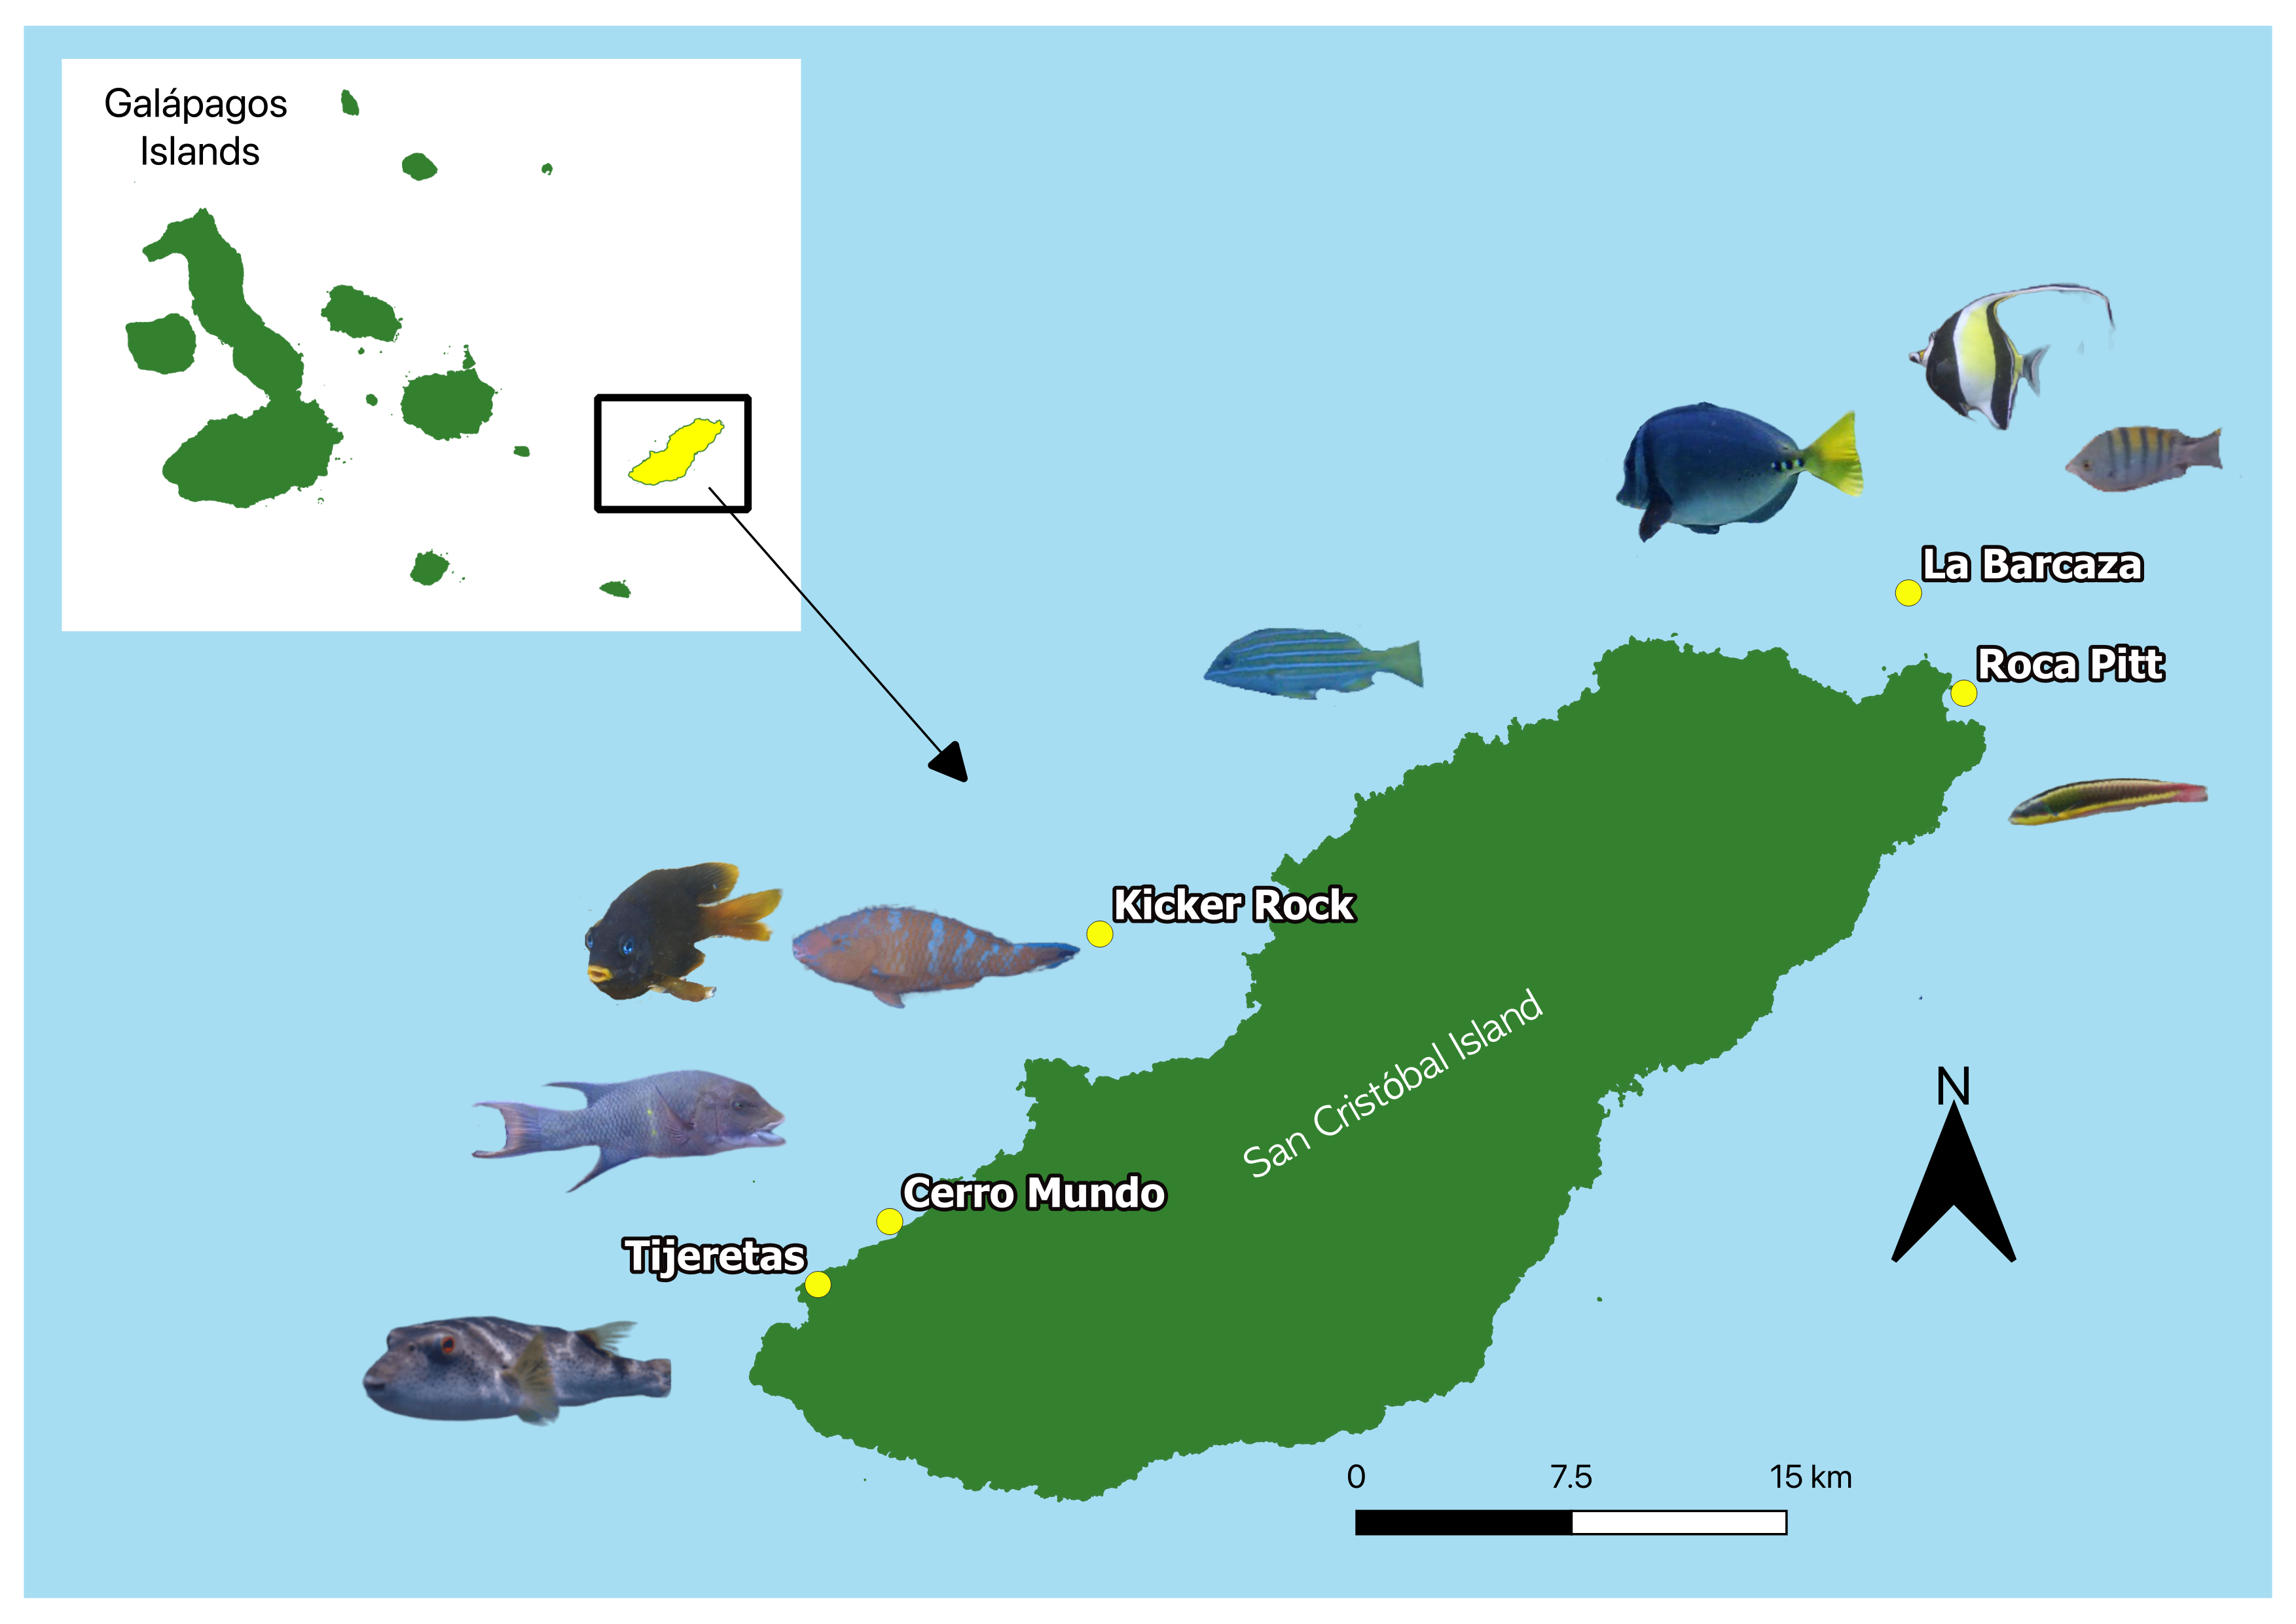 Galápagos
Islands
La Barcaza
Roca Pitt
Kicker Rock
San Cristóbal Island
N
Cerro Mundo
Tijeretas
0 7.5 15 km